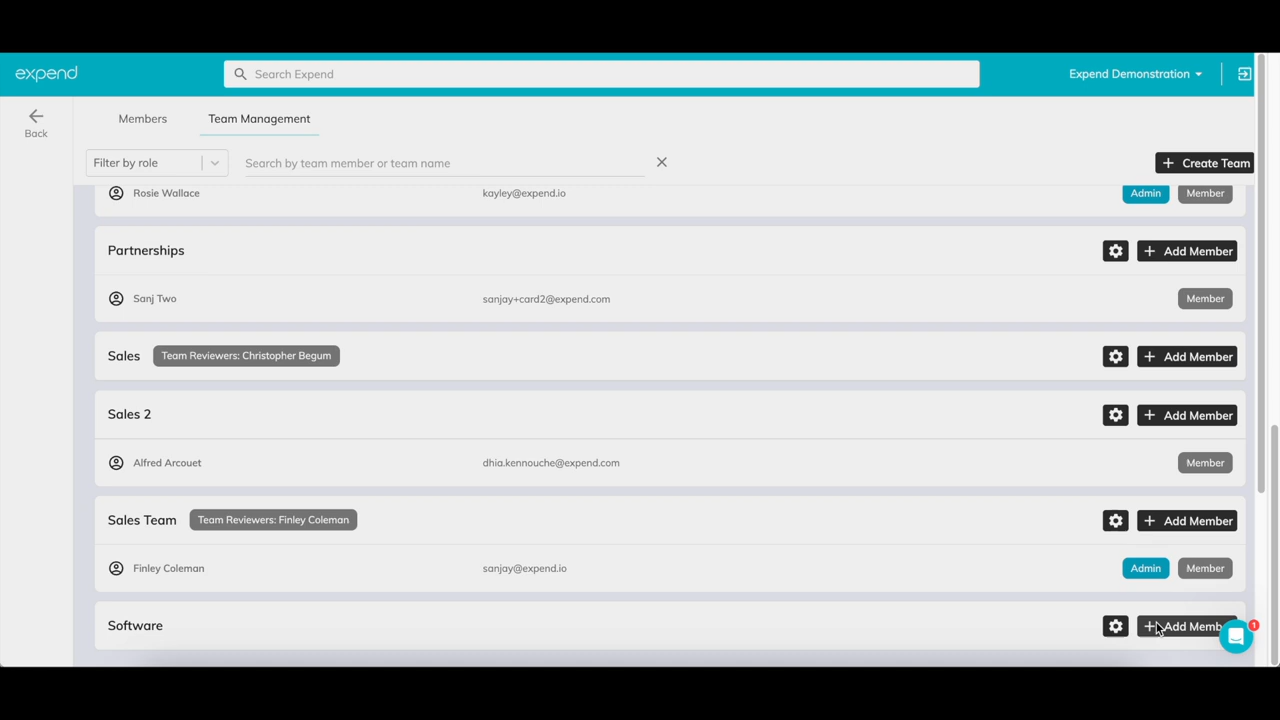 expend
Search Expend
Expend Demonstration
Back
Members
Team Management
Filter by role
Search by team member or team name
+ Create Team
Rosie Wallace
kayley@expend.io
Admin
Member
Partnerships
+ Add Member
Sanj Two
sanjay+card2@expend.com
Member
Sales
Team Reviewers: Christopher Begum
+ Add Member
Sales 2
+ Add Member
Alfred Arcouet
dhia.kennouche@expend.com
Member
Sales Team
Team Reviewers: Finley Coleman
+ Add Member
Finley Coleman
sanjay@expend.io
Admin
Member
Software
+ Add Memb
1